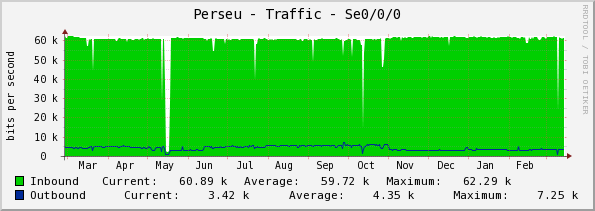 Perseu - Traffic - Se0/0/0
RRDTOOL / TOBI OETIKER
bits per second
60 k
50 k
40 k
30 k
20 k
10 k
0
Mar Apr May Jun Jul Aug Sep Oct Nov Dec Jan Feb
Inbound Current: 60.89 k Average: 59.72 k Maximum: 62.29 k
Outbound Current: 3.42 k Average: 4.35 k Maximum: 7.25 k